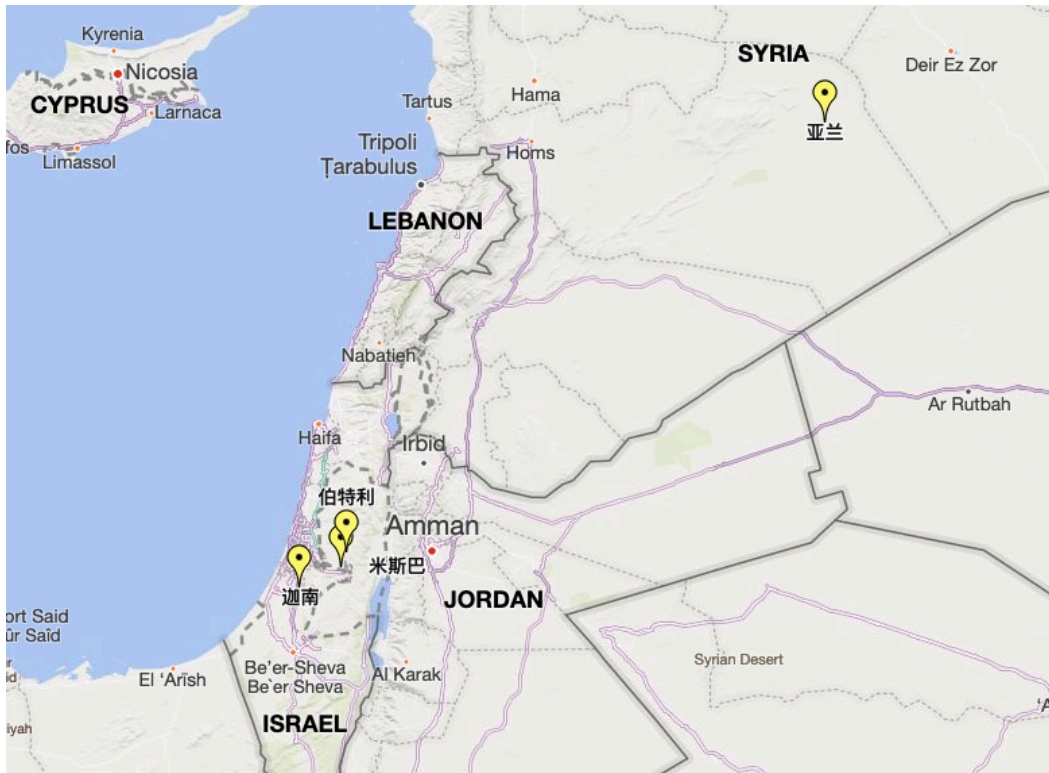 Kyrenia
Nicosia
CYPRUS
Larnaca
fos
Limassol
SYRIA
Deir Ez Zor
亚兰
Hama
Tartus
Homs
Tripoli
Ṭarabulus
LEBANON
Nabatieh
Ar Rutbah
Haifa
Irbid
伯特利
Amman
米斯巴
迦南
JORDAN
ort Said
ûr Saîd
Syrian Desert
Be'er-Sheva
Be'er Sheva
Al Karak
El ‘Arīsh
ISRAEL
iyah